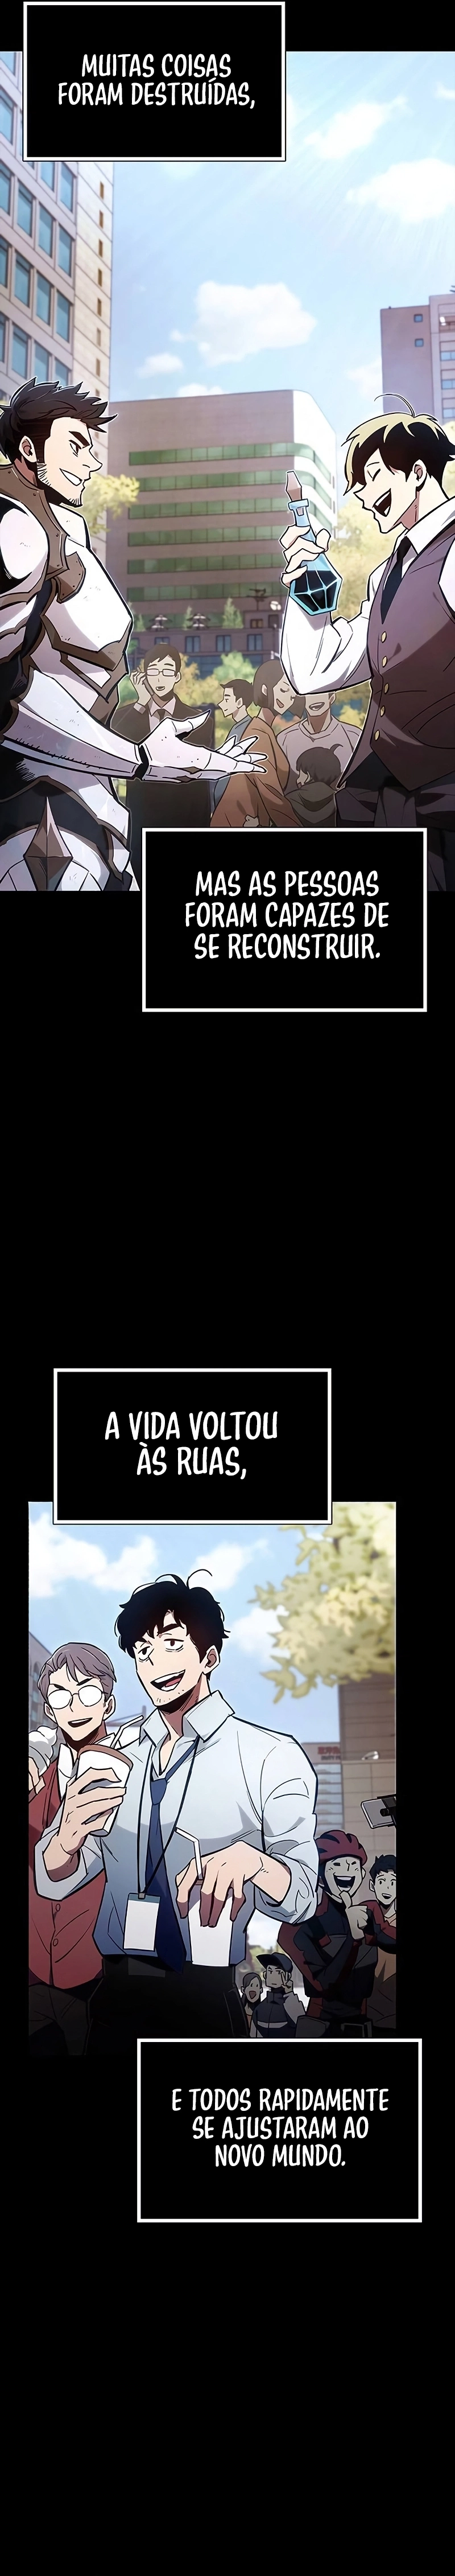 MUITAS COISAS
FORAM DESTRUÍDAS,
MAS AS PESSOAS
FORAM CAPAZES DE
SE RECONSTRUIR.
A VIDA VOLTOU
ÀS RUAS,
E TODOS RAPIDAMENTE
SE AJUSTARAM AO
NOVO MUNDO.